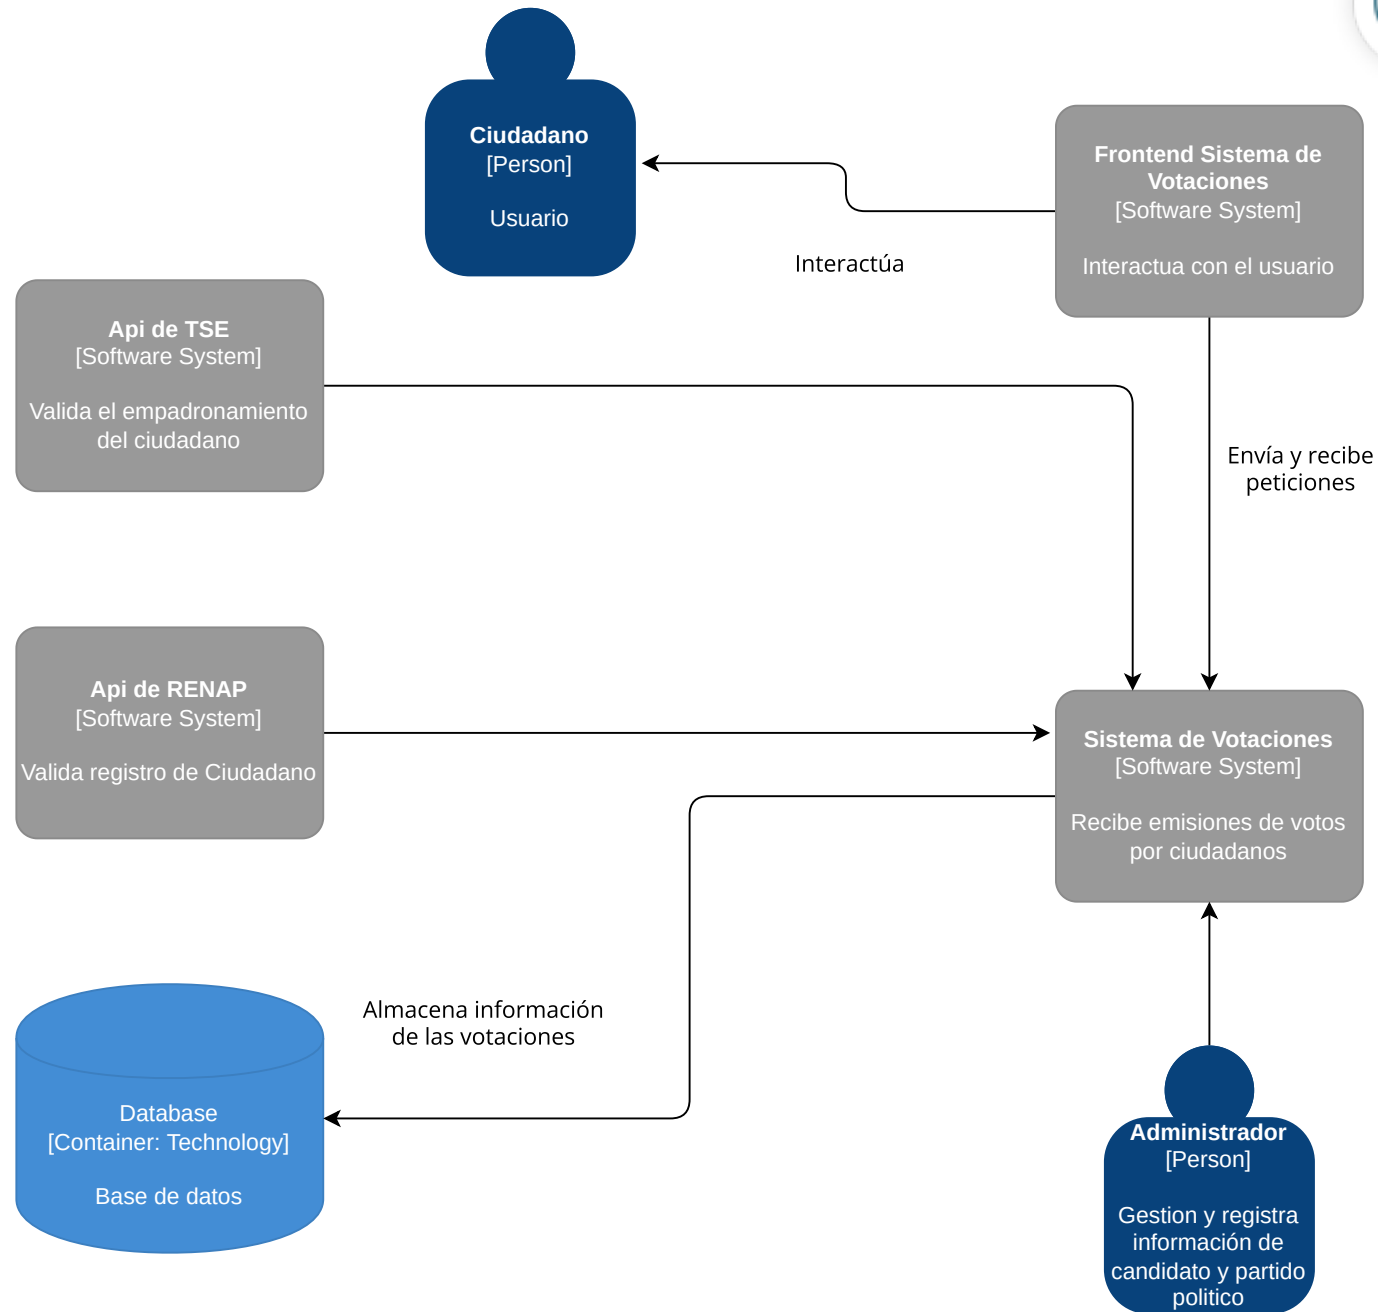 Ciudadano
[Person]
Usuario
Frontend Sistema de
Votaciones
[Software System]
Interactua con el usuario
Interactúa
Api de TSE
[Software System]
Valida el empadronamiento
del ciudadano
Envía y recibe
peticiones
Api de RENAP
[Software System]
Valida registro de Ciudadano
Sistema de Votaciones
[Software System]
Recibe emisiones de votos
por ciudadanos
Almacena información
de las votaciones
Database
[Container: Technology]
Base de datos
Administrador
[Person]
Gestion y registra
información de
candidato y partido
politico